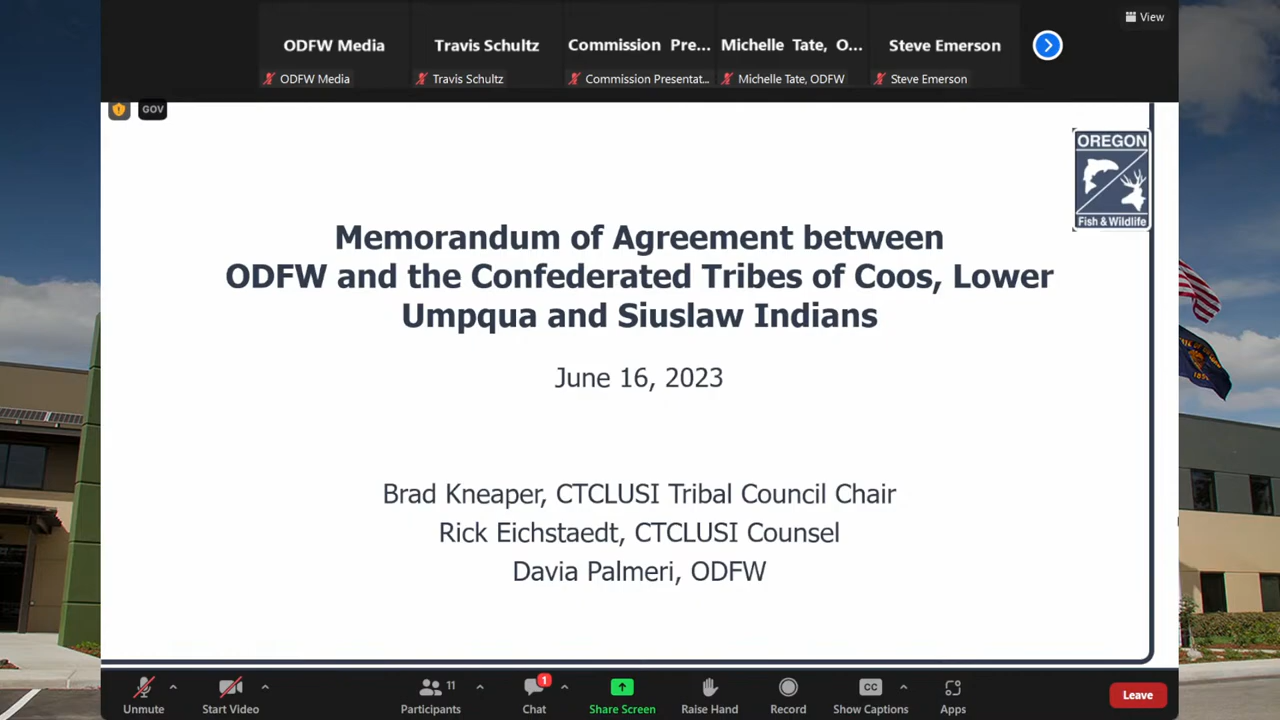 View
ODFW Media
Travis Schultz
Commission Pre...
Michelle Tate, O...
Steve Emerson
ODFW Media
Travis Schultz
Commission Presentat...
Michelle Tate, ODFW
Steve Emerson
GOV
OREGON
Fish & Wildlife
Memorandum of Agreement between
ODFW and the Confederated Tribes of Coos, Lower
Umpqua and Siuslaw Indians
June 16, 2023
Brad Kneaper, CTCLUSI Tribal Council Chair
Rick Eichstaedt, CTCLUSI Counsel
Davia Palmeri, ODFW
11
1
CC
Unmute
Start Video
Participants
Chat
Share Screen
Raise Hand
Record
Show Captions
Apps
Leave